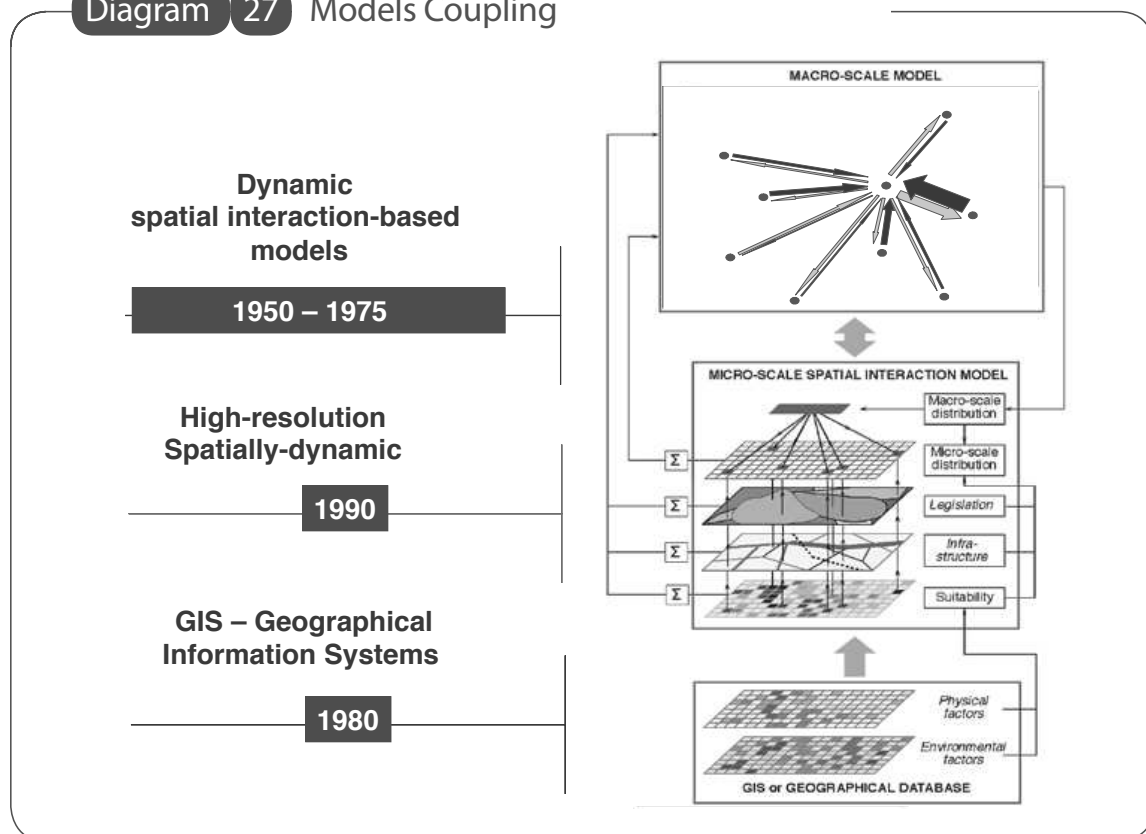 Diagram 27 Models Coupling
Dynamic
spatial interaction-based
models
1950 – 1975
High-resolution
Spatially-dynamic
1990
GIS – Geographical
Information Systems
1980
MACRO-SCALE MODEL
MICRO-SCALE SPATIAL INTERACTION MODEL
Macro-scale
distribution
Micro-scale
distribution
Σ
Legislation
Σ
Infra-
structure
Σ
Suitability
Σ
Physical
factors
Environmental
factors
GIS or GEOGRAPHICAL DATABASE